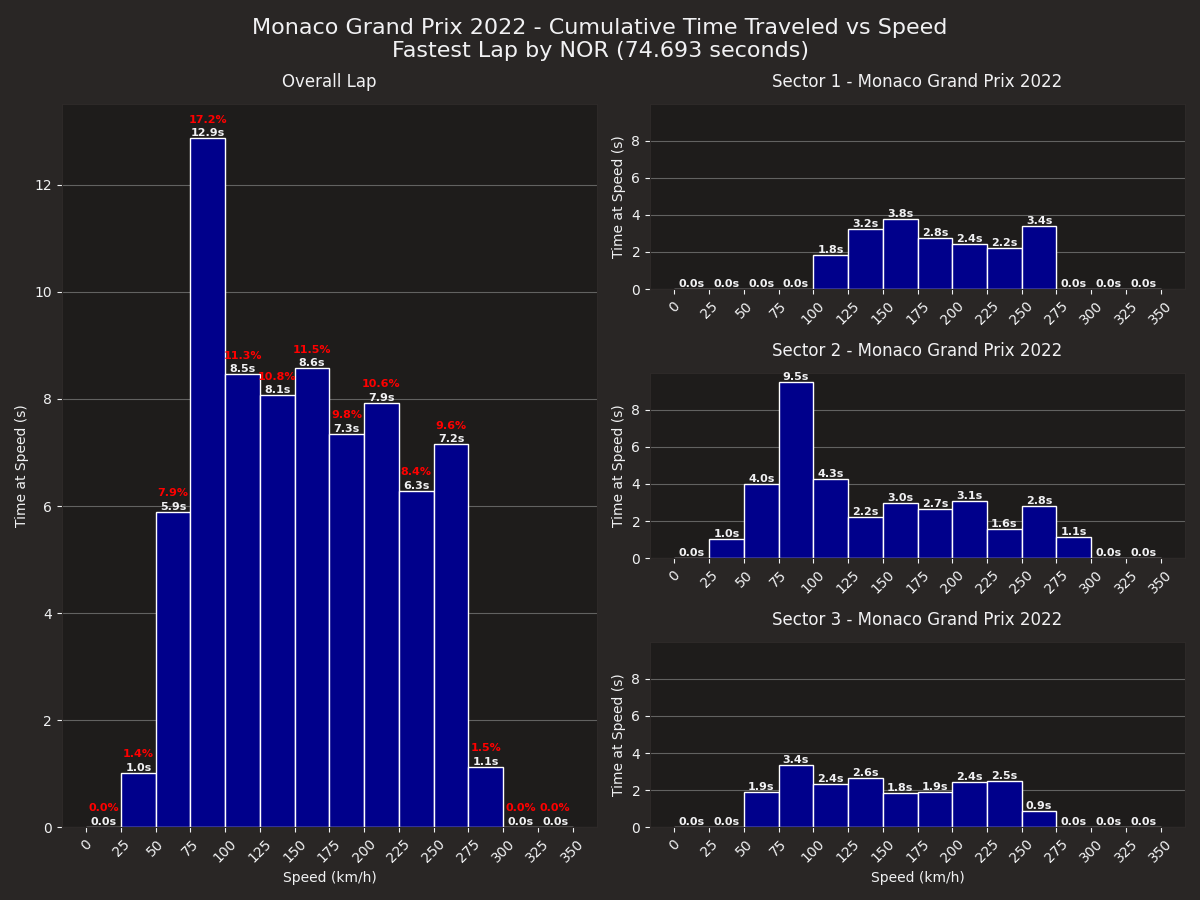 Monaco Grand Prix 2022 - Cumulative Time Traveled vs Speed
Fastest Lap by NOR (74.693 seconds)
Overall Lap
Time at Speed (s)
12
10
8
6
4
2
0
0.0%
0.0s
1.4%
1.0s
7.9%
5.9s
17.2%
12.9s
11.3%
8.5s
10.8%
8.1s
11.5%
8.6s
9.8%
7.3s
10.6%
7.9s
8.4%
6.3s
9.6%
7.2s
1.5%
1.1s
0.0%
0.0s
0.0%
0.0s
0 25 50 75 100 125 150 175 200 225 250 275 300 325 350
Speed (km/h)
Sector 1 - Monaco Grand Prix 2022
Time at Speed (s)
8
6
4
2
0
0.0s 0.0s 0.0s 0.0s 1.8s 3.2s 3.8s 2.8s 2.4s 2.2s 3.4s 0.0s 0.0s 0.0s
0 25 50 75 100 125 150 175 200 225 250 275 300 325 350
Sector 2 - Monaco Grand Prix 2022
Time at Speed (s)
8
6
4
2
0
0.0s 1.0s 4.0s 9.5s 4.3s 2.2s 3.0s 2.7s 3.1s 1.6s 2.8s 1.1s 0.0s 0.0s
0 25 50 75 100 125 150 175 200 225 250 275 300 325 350
Sector 3 - Monaco Grand Prix 2022
Time at Speed (s)
8
6
4
2
0
0.0s 0.0s 1.9s 3.4s 2.4s 2.6s 1.8s 1.9s 2.4s 2.5s 0.9s 0.0s 0.0s 0.0s
0 25 50 75 100 125 150 175 200 225 250 275 300 325 350
Speed (km/h)